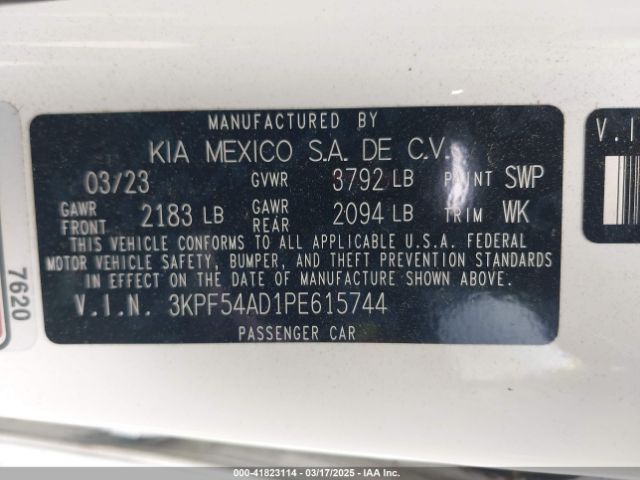 MANUFACTURED BY
KIA MEXICO S.A. DE C.V.
03/23 GVWR 3792 LB PAINT SWP
GAWR FRONT 2183 LB GAWR REAR 2094 LB TRIM WK
THIS VEHICLE CONFORMS TO ALL APPLICABLE U.S.A. FEDERAL
MOTOR VEHICLE SAFETY, BUMPER, AND THEFT PREVENTION STANDARDS
IN EFFECT ON THE DATE OF MANUFACTURE SHOWN ABOVE.
V.I.N. 3KPF54AD1PE615744
PASSENGER CAR
7620
V.I
000-41823114 - 03/17/2025 - IAA Inc.